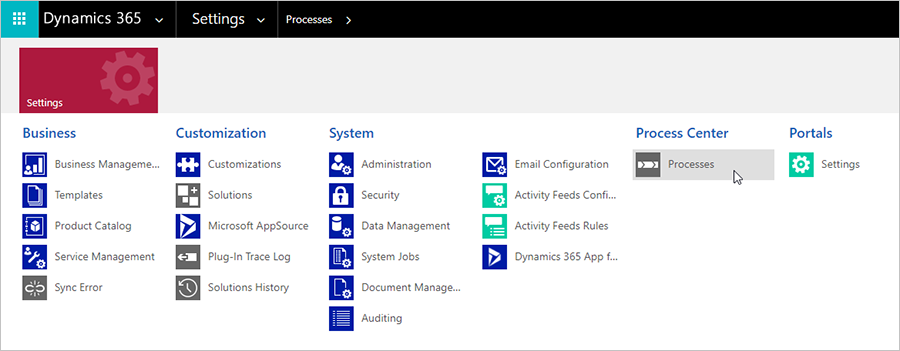 Dynamics 365 Settings Processes
Settings
Business
Business Manageme...
Templates
Product Catalog
Service Management
Sync Error
Customization
Customizations
Solutions
Microsoft AppSource
Plug-In Trace Log
Solutions History
System
Administration
Security
Data Management
System Jobs
Document Manage...
Auditing
Email Configuration
Activity Feeds Confi...
Activity Feeds Rules
Dynamics 365 App f...
Process Center
Processes
Portals
Settings